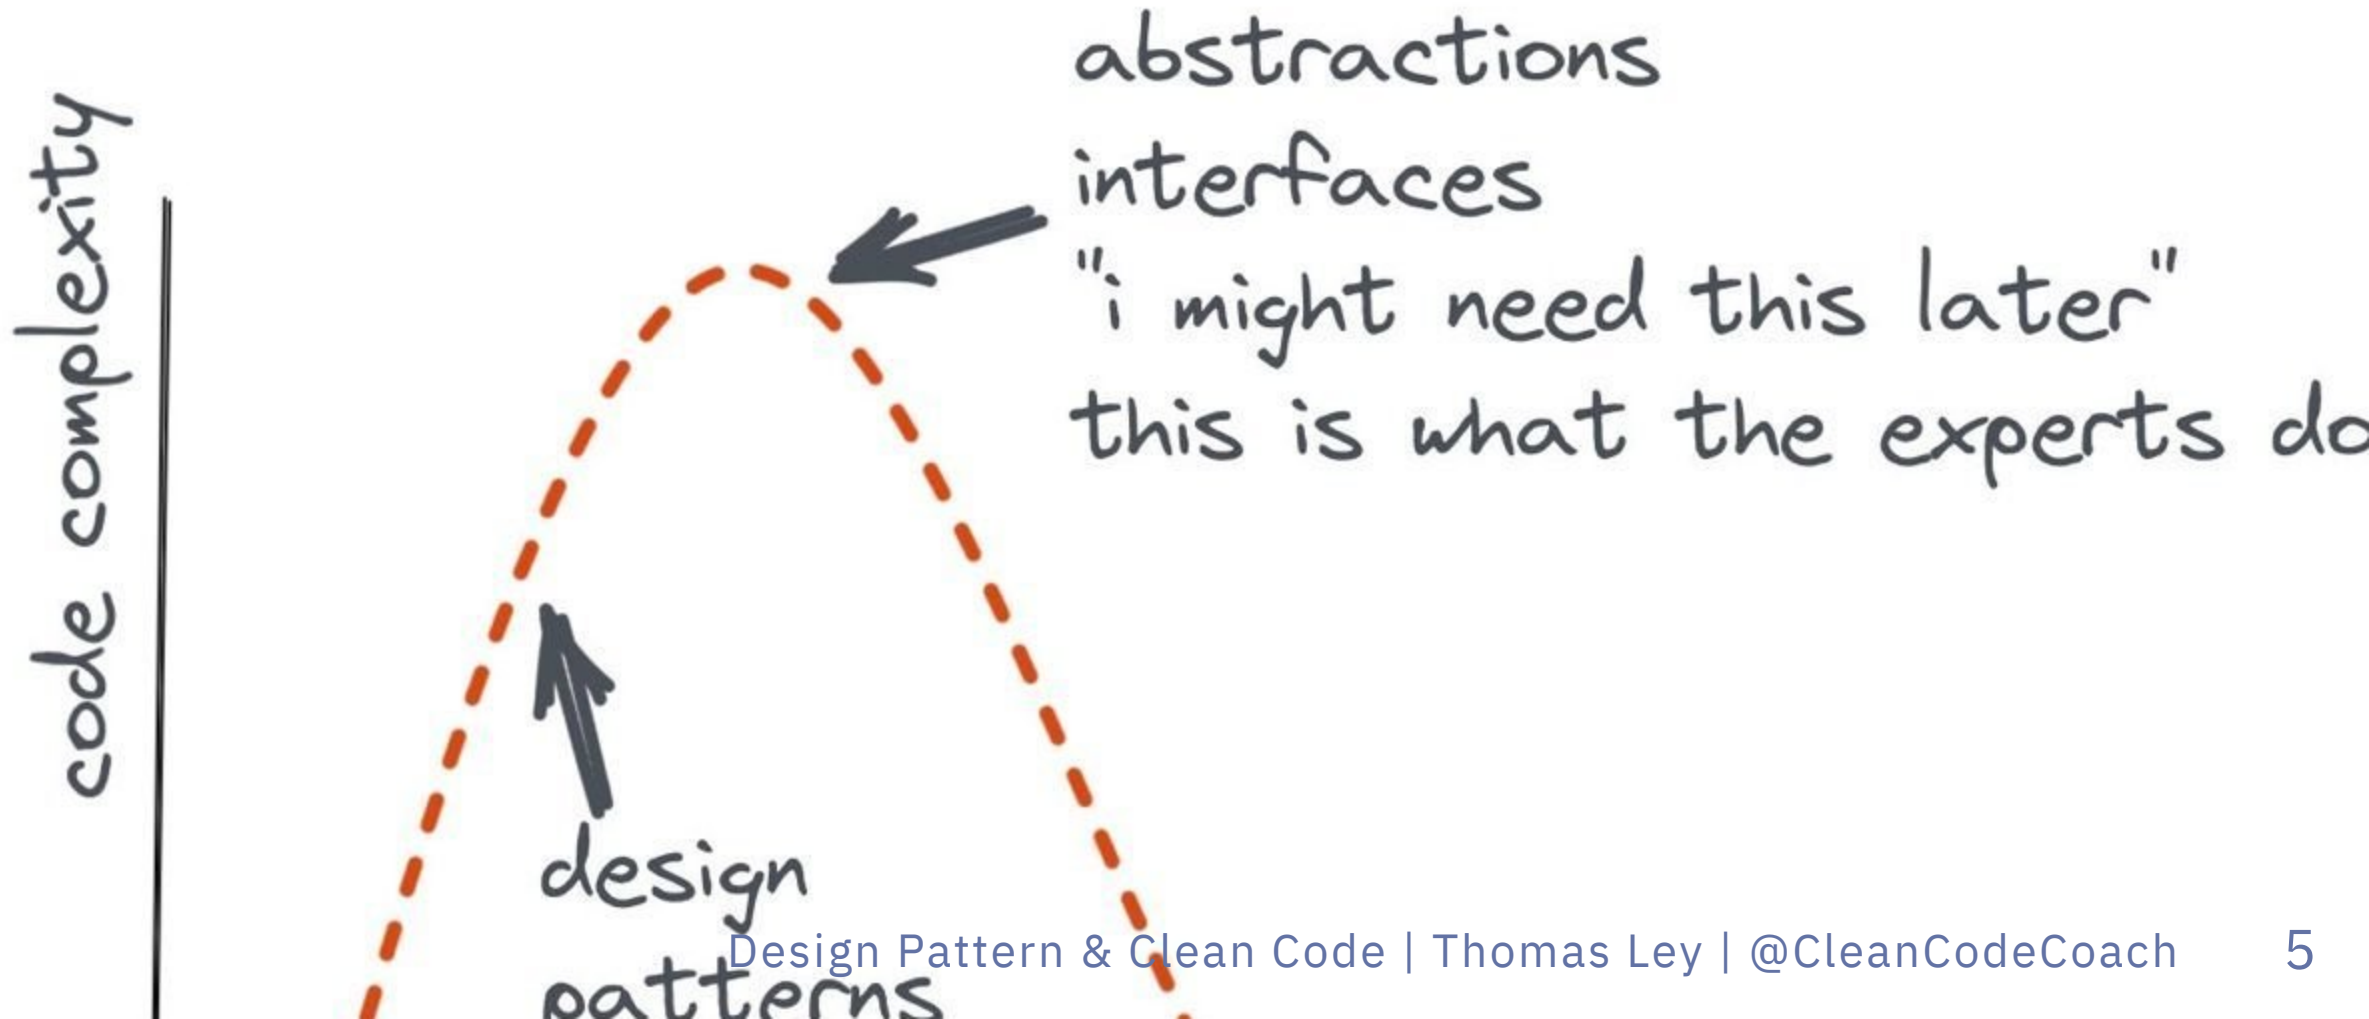 code complexity
abstractions
interfaces
"i might need this later"
this is what the experts do
design
patterns
Design Pattern & Clean Code | Thomas Ley | @CleanCodeCoach 5